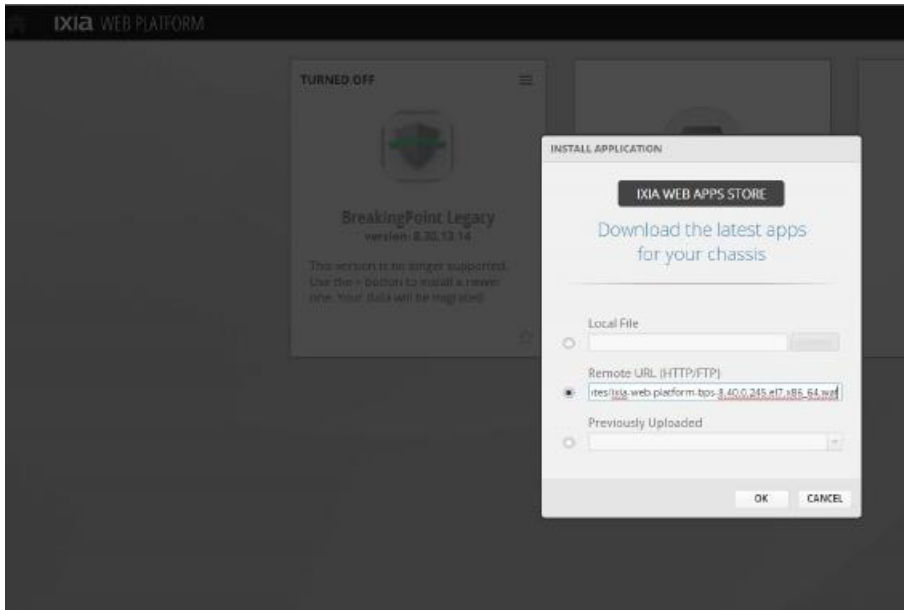 IXIA WEB PLATFORM
TURNED OFF
BreakingPoint Legacy
version: 8.30.13.14
This version is no longer supported.
Use the + button to install a newer
one. Your data will be migrated.
INSTALL APPLICATION
IXIA WEB APPS STORE
Download the latest apps
for your chassis
Local File
Remote URL (HTTP/FTP)
ites/ixia-web-platform-bps-8.40.0.245.el7.x86_64.waf
Previously Uploaded
OK CANCEL